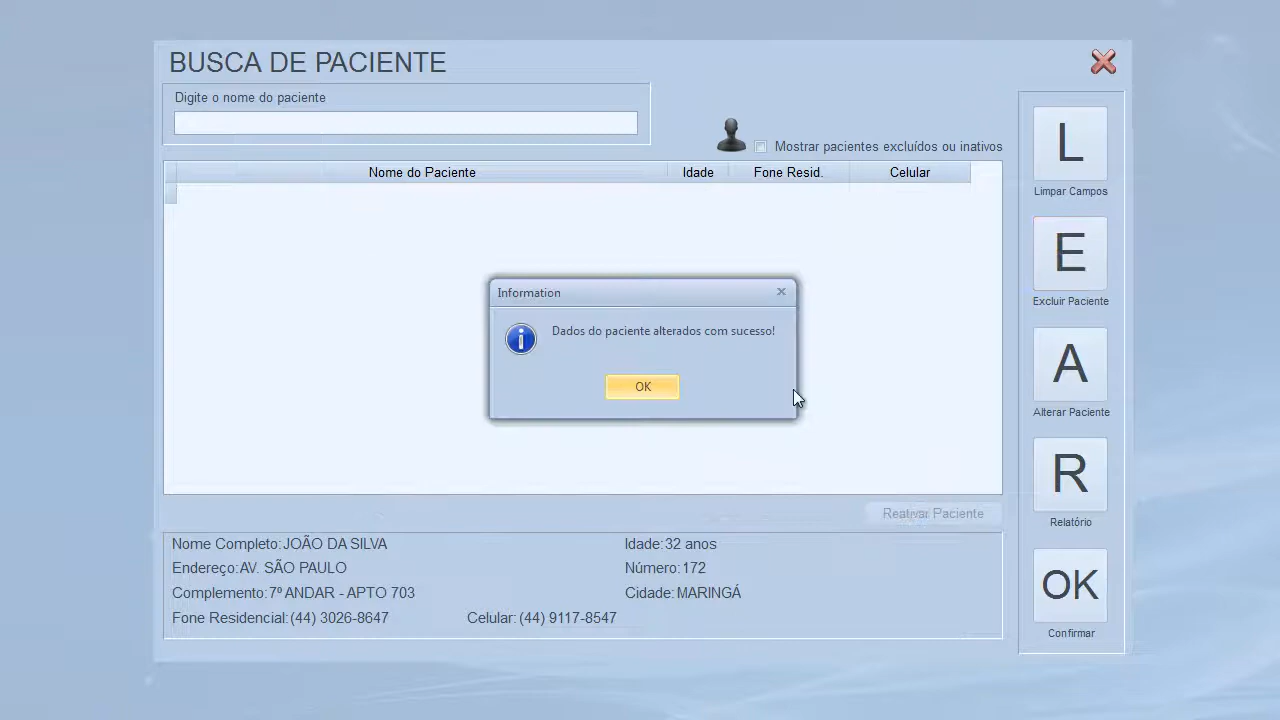 BUSCA DE PACIENTE
Digite o nome do paciente
Mostrar pacientes excluídos ou inativos
Nome do Paciente Idade Fone Resid. Celular
Information
Dados do paciente alterados com sucesso!
OK
Reativar Paciente
Nome Completo:JOÃO DA SILVA Idade:32 anos
Endereço:AV. SÃO PAULO Número:172
Complemento:7º ANDAR - APTO 703 Cidade:MARINGÁ
Fone Residencial:(44) 3026-8647 Celular:(44) 9117-8547
L
Limpar Campos
E
Excluir Paciente
A
Alterar Paciente
R
Relatório
OK
Confirmar